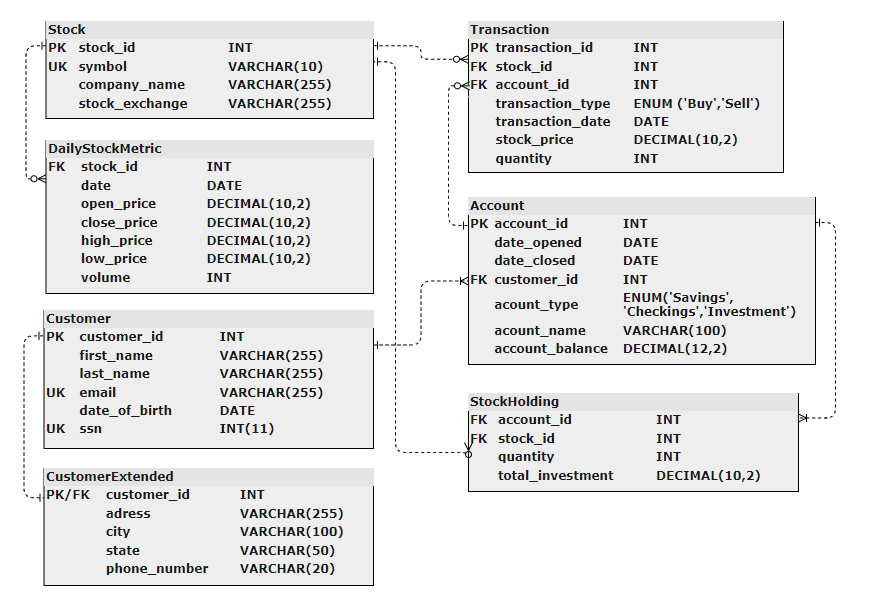 Stock
PK stock_id INT
UK symbol VARCHAR(10)
company_name VARCHAR(255)
stock_exchange VARCHAR(255)
DailyStockMetric
FK stock_id INT
date DATE
open_price DECIMAL(10,2)
close_price DECIMAL(10,2)
high_price DECIMAL(10,2)
low_price DECIMAL(10,2)
volume INT
Customer
PK customer_id INT
first_name VARCHAR(255)
last_name VARCHAR(255)
UK email VARCHAR(255)
date_of_birth DATE
UK ssn INT(11)
CustomerExtended
PK/FK customer_id INT
adress VARCHAR(255)
city VARCHAR(100)
state VARCHAR(50)
phone_number VARCHAR(20)
Transaction
PK transaction_id INT
FK stock_id INT
FK account_id INT
transaction_type ENUM ('Buy','Sell')
transaction_date DATE
stock_price DECIMAL(10,2)
quantity INT
Account
PK account_id INT
date_opened DATE
date_closed DATE
FK customer_id INT
acount_type ENUM('Savings',
'Checkings','Investment')
acount_name VARCHAR(100)
account_balance DECIMAL(12,2)
StockHolding
FK account_id INT
FK stock_id INT
quantity INT
total_investment DECIMAL(10,2)